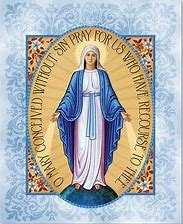 O MARY CONCEIVED WITHOUT SIN PRAY FOR US WHO HAVE RECOURSE TO THEE